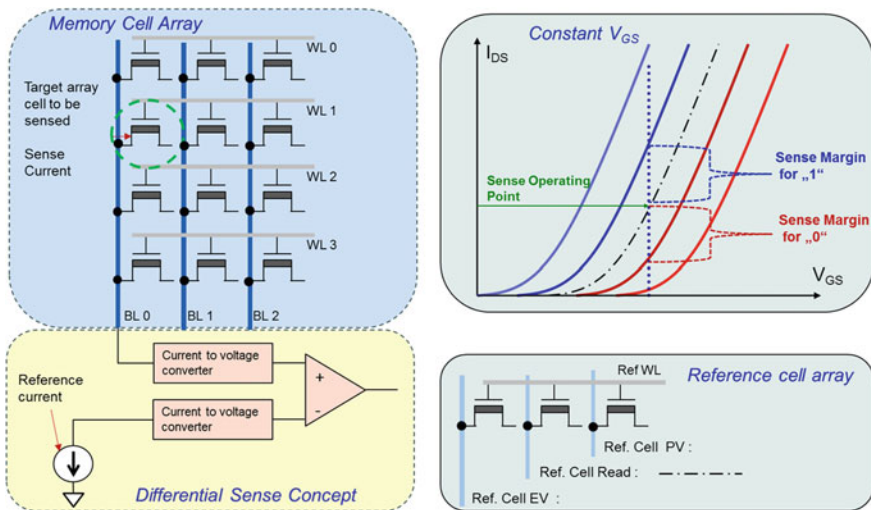 Memory Cell Array
WL 0
Target array
cell to be
sensed
WL 1
Sense
Current
WL 2
WL 3
BL 0
BL 1
BL 2
Current to voltage
converter
Reference
current
+
Current to voltage
converter
-
Differential Sense Concept
Constant VGS
IDS
Sense Operating
Point
Sense Margin
for „1“
Sense Margin
for „0“
VGS
Ref WL
Reference cell array
Ref. Cell PV :
Ref. Cell Read :
Ref. Cell EV :